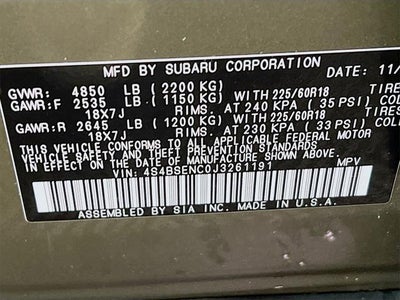 MFD BY SUBARU CORPORATION DATE: 11/
GVWR: 4850 LB (2200 KG)
GAWR:F 2535 LB (1150 KG) WITH 225/60R18 TIRE
18X7J RIMS, AT 240 KPA (35 PSI) COLD
GAWR:R 2645 LB (1200 KG) WITH 225/60R18 TIRE
18X7J RIMS, AT 230 KPA (33 PSI) COLD
THIS VEHICLE CONFORMS TO ALL APPLICABLE FEDERAL MOTOR
VEHICLE SAFETY AND THEFT PREVENTION STANDARDS
IN EFFECT ON THE DATE OF MANUFACTURE SHOWN ABOVE.
VIN: 4S4BSENC0J3261191 MPV
ASSEMBLED BY SIA INC. MADE IN U.S.A.